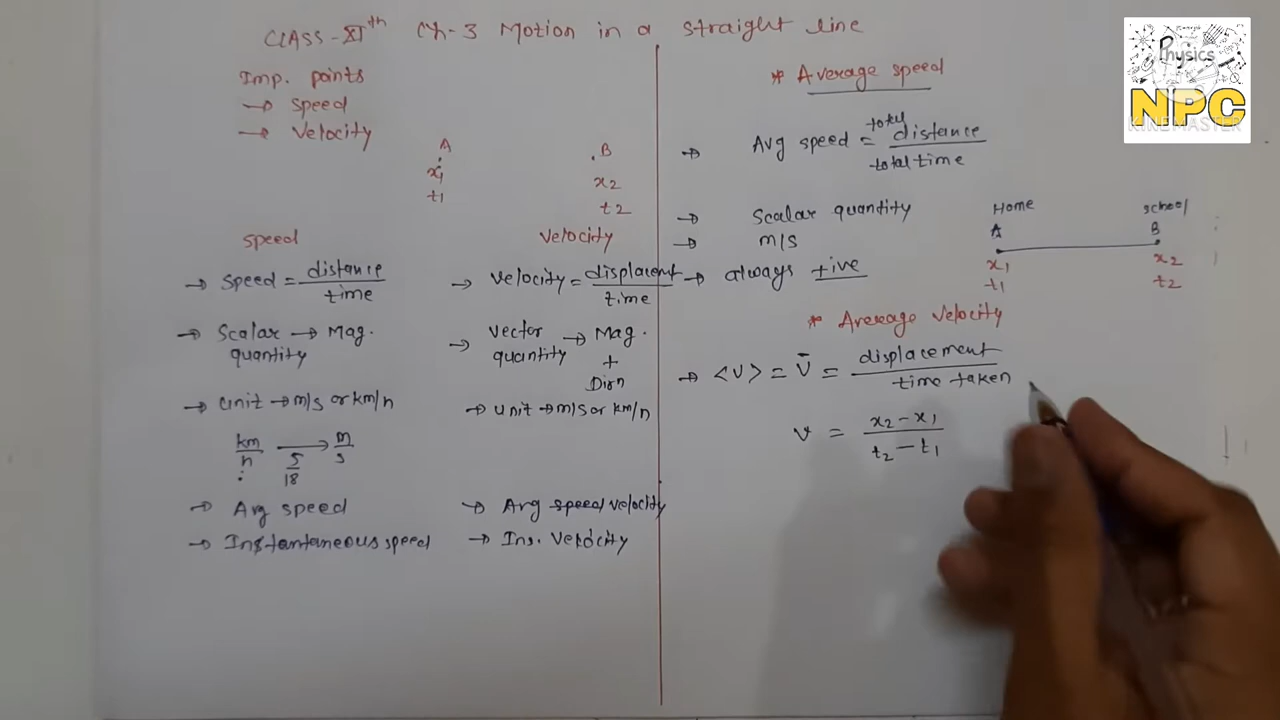 CLASS-XIth Ch-3 Motion in a straight line
Imp. points
→ Speed
→ Velocity
A B
x1 x2
t1 t2
Speed Velocity
→ Speed = distance / time
→ Velocity = displacent / time
→ Scalar quantity → Mag.
→ Vector quantity → Mag. + Dirn
→ Unit → m/s or km/h
→ Unit → m/s or km/h
km/h → m/s
5/18
→ Avg speed
→ Avg speed velocity
→ Instantaneous speed
→ Ins. Velocity
* Average speed
→ Avg speed = total distance / total time
→ Scalar quantity
→ m/s
→ always +ive
Home School
A B
x1 x2
t1 t2
* Average Velocity
→ <v> = v̄ = displacement / time taken
v = x2 - x1 / t2 - t1
Physics
NPC
KINEMASTER